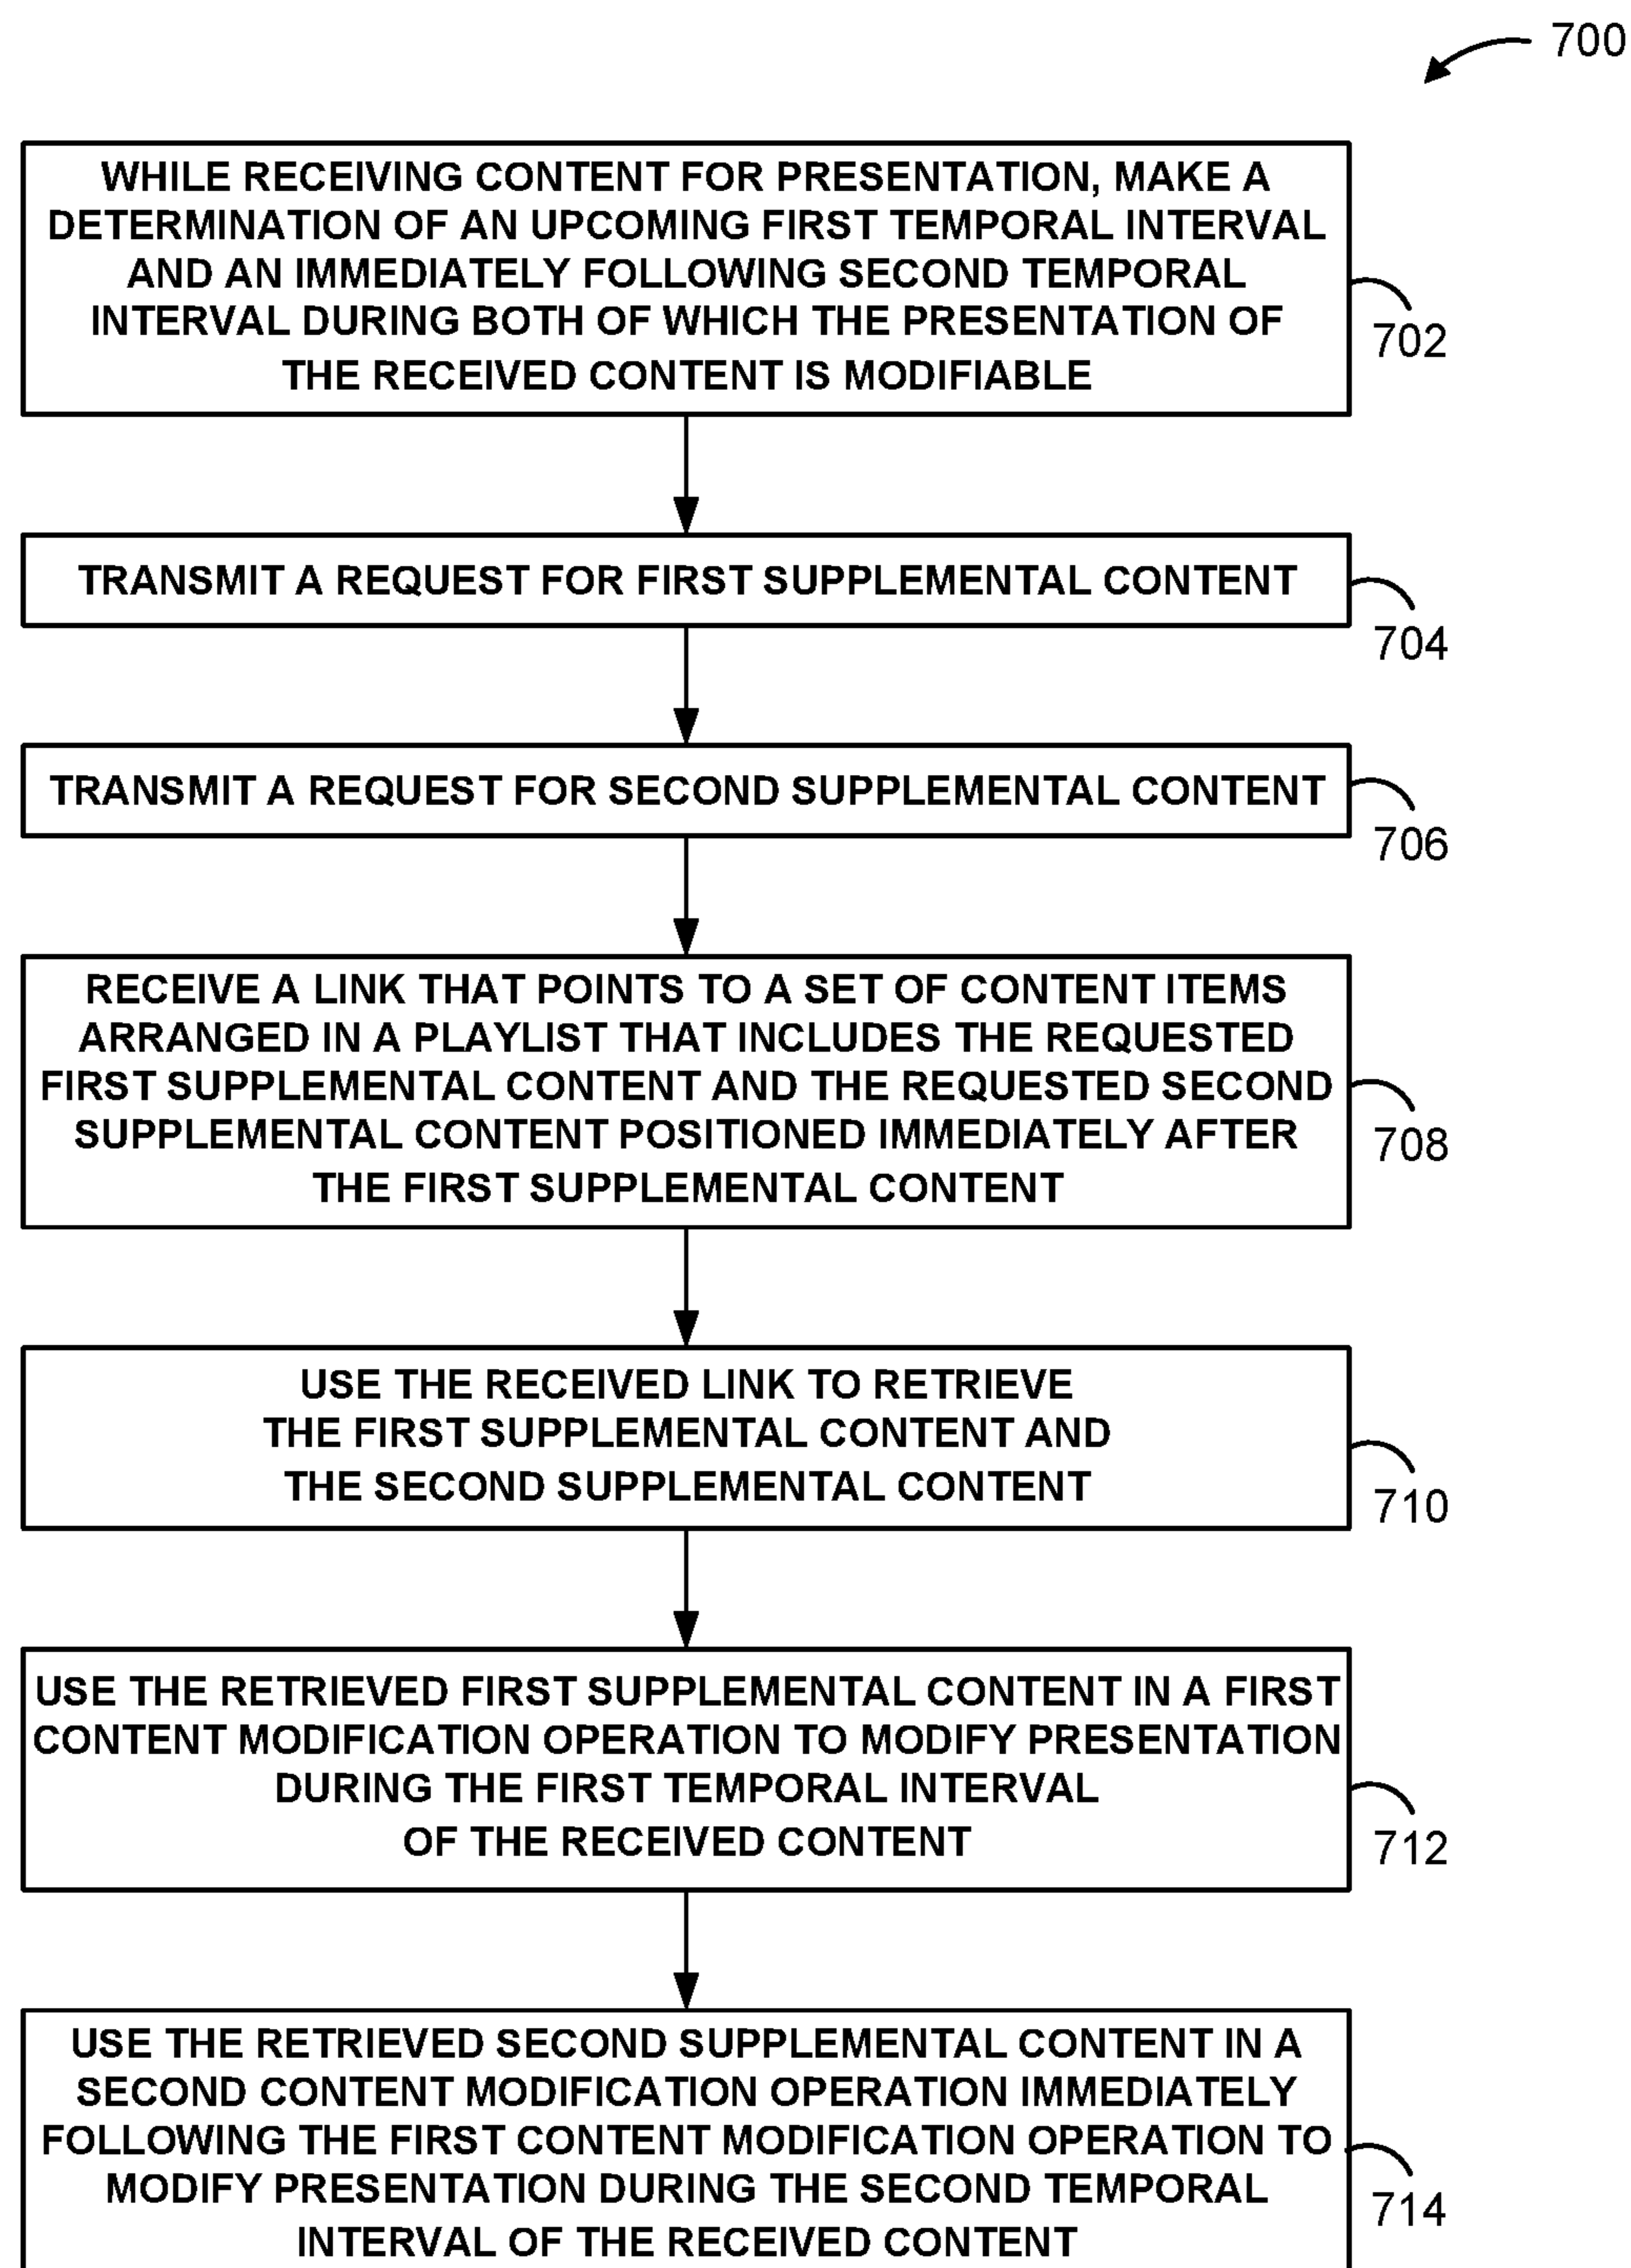 700
WHILE RECEIVING CONTENT FOR PRESENTATION, MAKE A
DETERMINATION OF AN UPCOMING FIRST TEMPORAL INTERVAL
AND AN IMMEDIATELY FOLLOWING SECOND TEMPORAL
INTERVAL DURING BOTH OF WHICH THE PRESENTATION OF
THE RECEIVED CONTENT IS MODIFIABLE
702
TRANSMIT A REQUEST FOR FIRST SUPPLEMENTAL CONTENT
704
TRANSMIT A REQUEST FOR SECOND SUPPLEMENTAL CONTENT
706
RECEIVE A LINK THAT POINTS TO A SET OF CONTENT ITEMS
ARRANGED IN A PLAYLIST THAT INCLUDES THE REQUESTED
FIRST SUPPLEMENTAL CONTENT AND THE REQUESTED SECOND
SUPPLEMENTAL CONTENT POSITIONED IMMEDIATELY AFTER
THE FIRST SUPPLEMENTAL CONTENT
708
USE THE RECEIVED LINK TO RETRIEVE
THE FIRST SUPPLEMENTAL CONTENT AND
THE SECOND SUPPLEMENTAL CONTENT
710
USE THE RETRIEVED FIRST SUPPLEMENTAL CONTENT IN A FIRST
CONTENT MODIFICATION OPERATION TO MODIFY PRESENTATION
DURING THE FIRST TEMPORAL INTERVAL
OF THE RECEIVED CONTENT
712
USE THE RETRIEVED SECOND SUPPLEMENTAL CONTENT IN A
SECOND CONTENT MODIFICATION OPERATION IMMEDIATELY
FOLLOWING THE FIRST CONTENT MODIFICATION OPERATION TO
MODIFY PRESENTATION DURING THE SECOND TEMPORAL
INTERVAL OF THE RECEIVED CONTENT
714